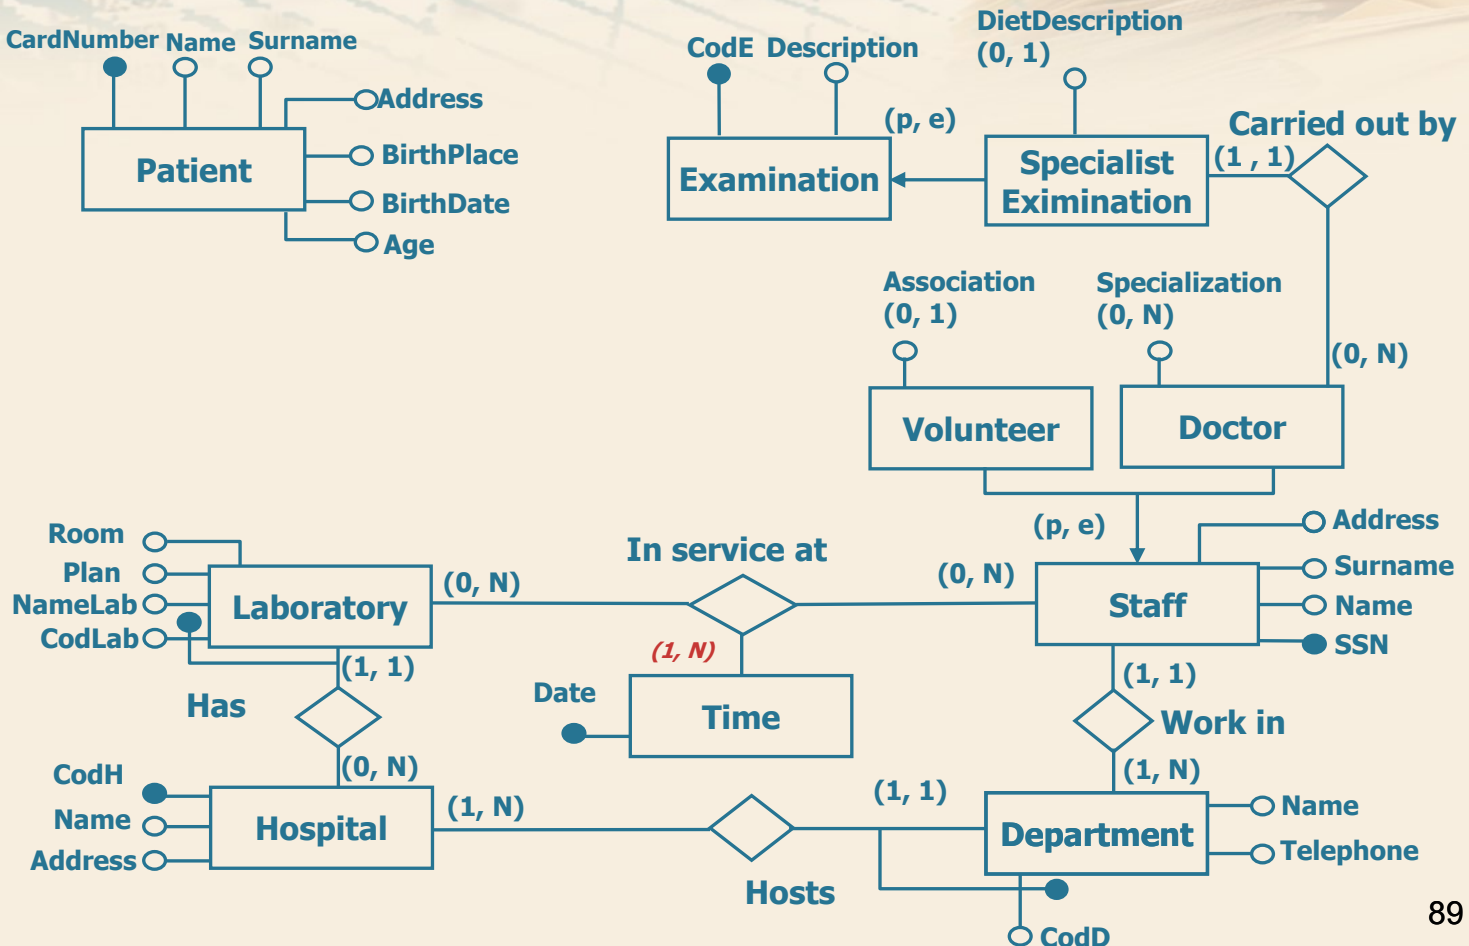 CardNumber Name Surname
Address
BirthPlace
BirthDate
Age
Patient
CodE Description
Examination
(p, e)
DietDescription
(0, 1)
Specialist
Eximination
Carried out by
(1 , 1)
(0, N)
Association
(0, 1)
Specialization
(0, N)
Volunteer
Doctor
(p, e)
Address
Surname
Name
SSN
Staff
(0, N)
In service at
(0, N)
(1, N)
Room
Plan
NameLab
CodLab
Laboratory
(1, 1)
Has
(0, N)
Date
Time
(1, 1)
Work in
(1, N)
CodH
Name
Address
Hospital
(1, N)
Hosts
(1, 1)
Department
Name
Telephone
CodD
89